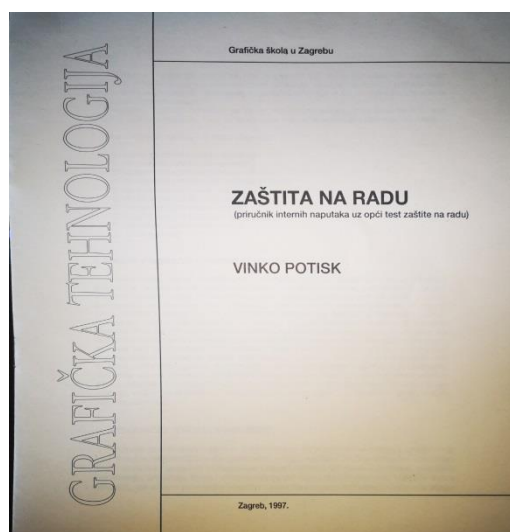 GRAFIČKA TEHNOLOGIJA
Grafička škola u Zagrebu
ZAŠTITA NA RADU
(priručnik internih naputaka uz opći test zaštite na radu)
VINKO POTISK
Zagreb, 1997.